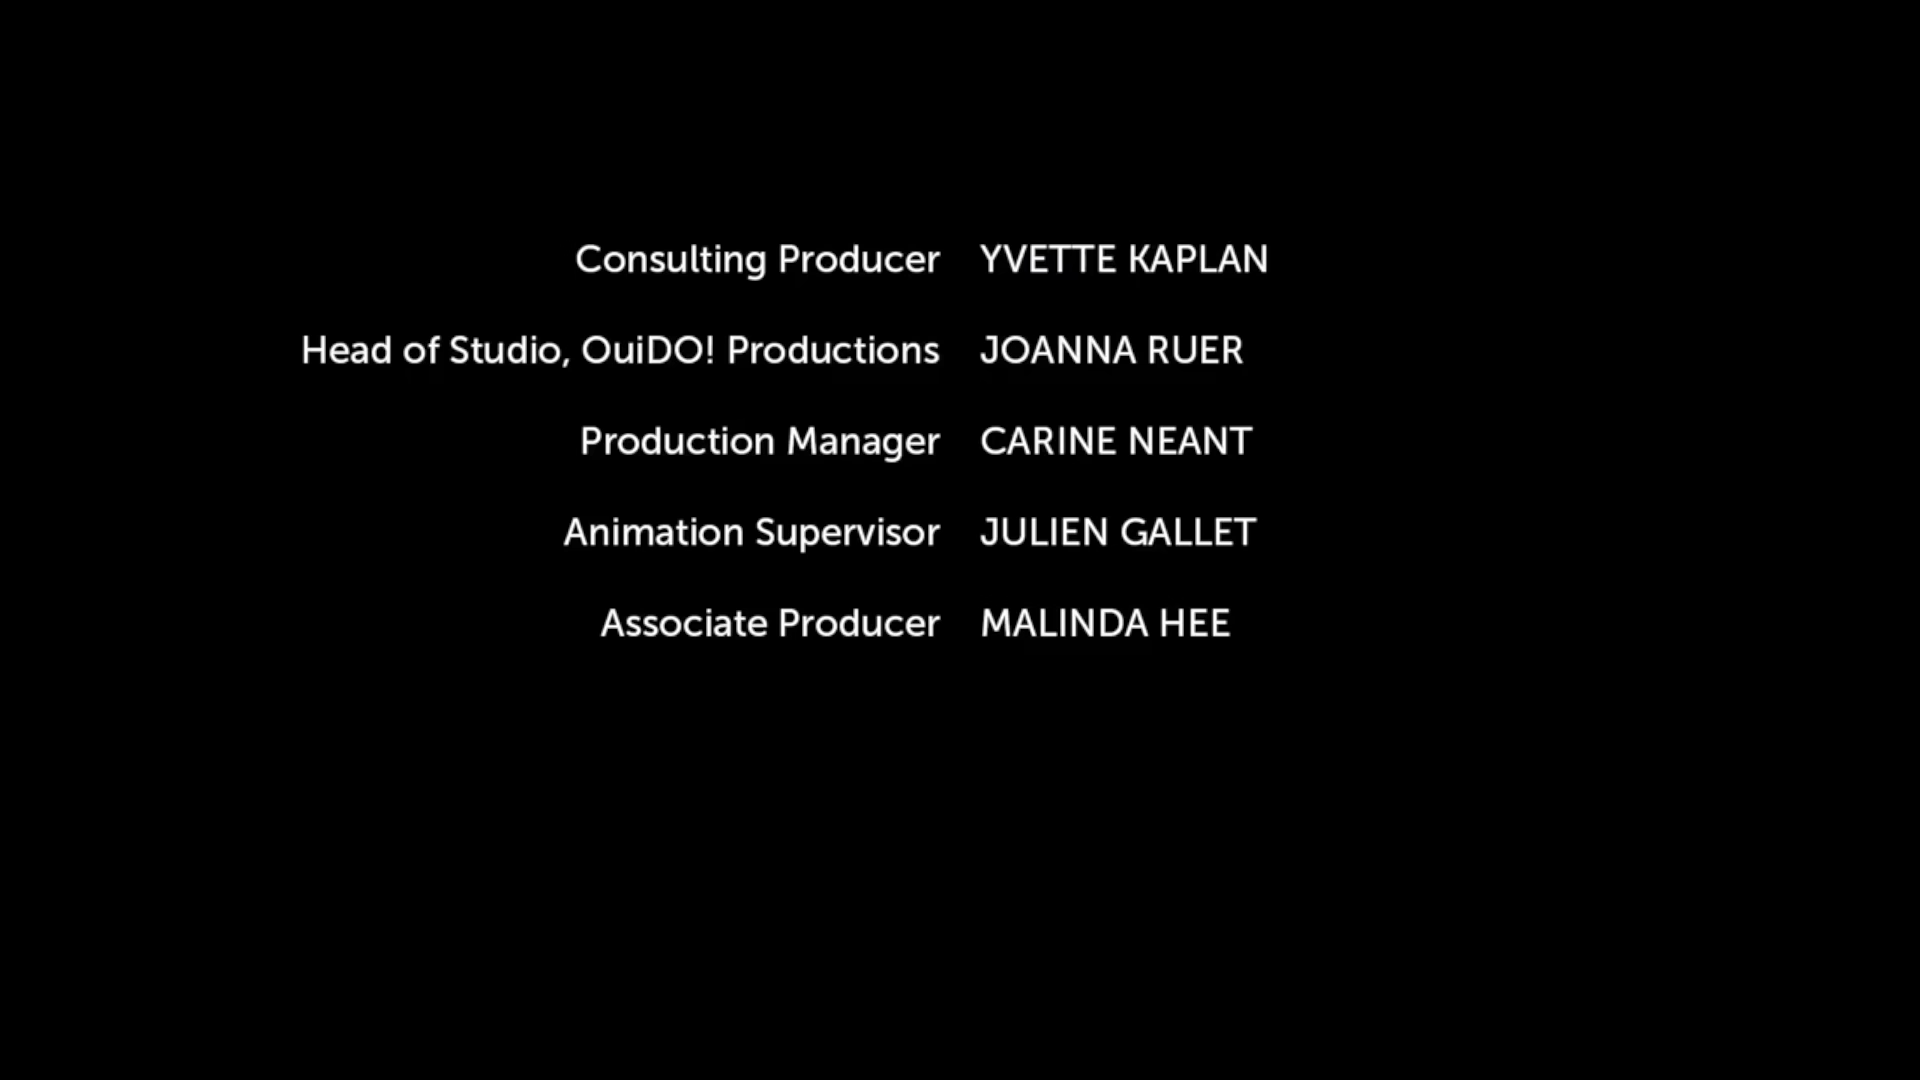 Consulting Producer YVETTE KAPLAN
Head of Studio, OuiDO! Productions JOANNA RUER
Production Manager CARINE NEANT
Animation Supervisor JULIEN GALLET
Associate Producer MALINDA HEE